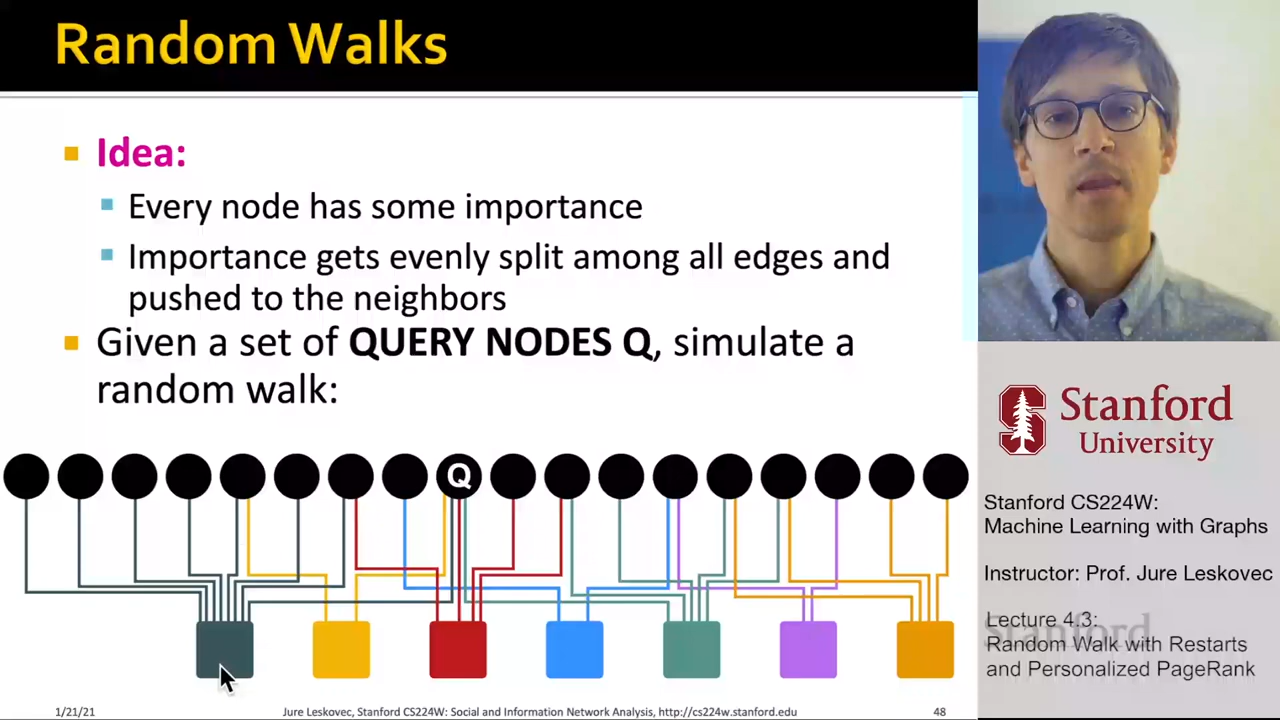 Random Walks
Idea:
Every node has some importance
Importance gets evenly split among all edges and
pushed to the neighbors
Given a set of QUERY NODES Q, simulate a
random walk:
Q
1/21/21
Jure Leskovec, Stanford CS224W: Social and Information Network Analysis, http://cs224w.stanford.edu
48
Stanford
University
Stanford CS224W:
Machine Learning with Graphs
Instructor: Prof. Jure Leskovec
Lecture 4.3:
Stanford
Random Walk with Restarts
and Personalized PageRank